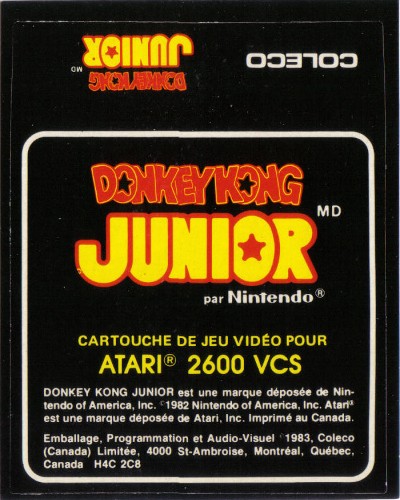 DONKEY KONG
JUNIOR MD
COLECO
DONKEY KONG
JUNIOR MD
par Nintendo®
CARTOUCHE DE JEU VIDÉO POUR
ATARI® 2600 VCS
DONKEY KONG JUNIOR est une marque déposée de Nin-
tendo of America, Inc. ©1982 Nintendo of America, Inc. Atari
est une marque déposée de Atari, Inc. Imprimé au Canada.
Emballage, Programmation et Audio-Visuel ©1983, Coleco
(Canada) Limitée, 4000 St-Ambroise, Montréal, Québec,
Canada H4C 2C8